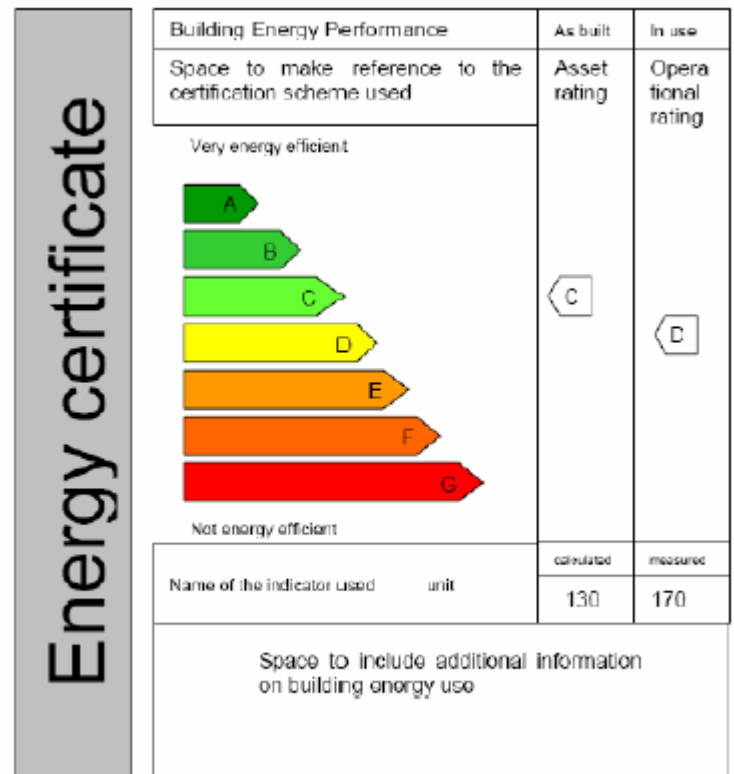 Energy certificate
Building Energy Performance
As built
In use
Space to make reference to the
certification scheme used
Asset
rating
Opera
tional
rating
Very energy efficient
A
B
C
C
D
D
E
F
G
Not energy efficient
calculated
measured
Name of the indicator used unit
130
170
Space to include additional information
on building energy use